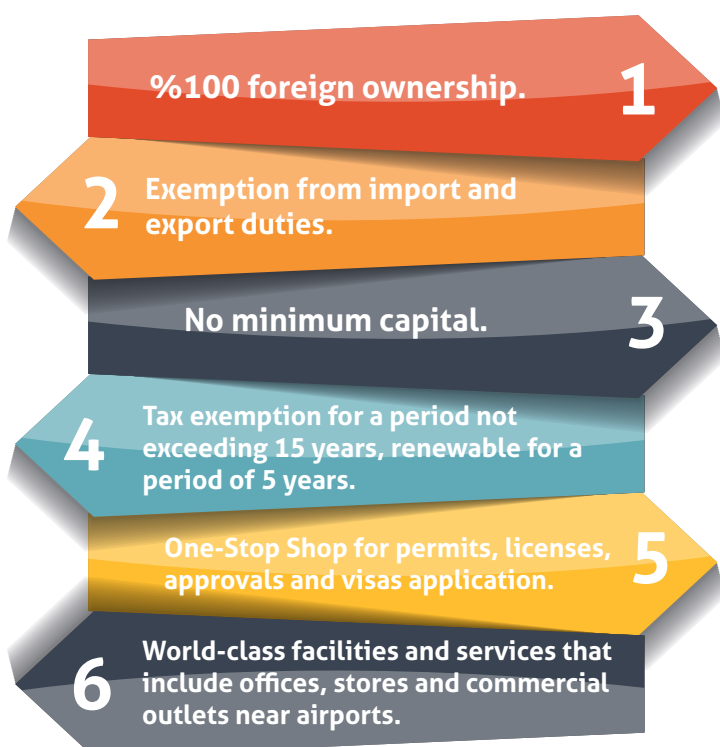 %100 foreign ownership.
1
2
Exemption from import and
export duties.
No minimum capital.
3
4
Tax exemption for a period not
exceeding 15 years, renewable for a
period of 5 years.
One-Stop Shop for permits, licenses,
approvals and visas application.
5
6
World-class facilities and services that
include offices, stores and commercial
outlets near airports.